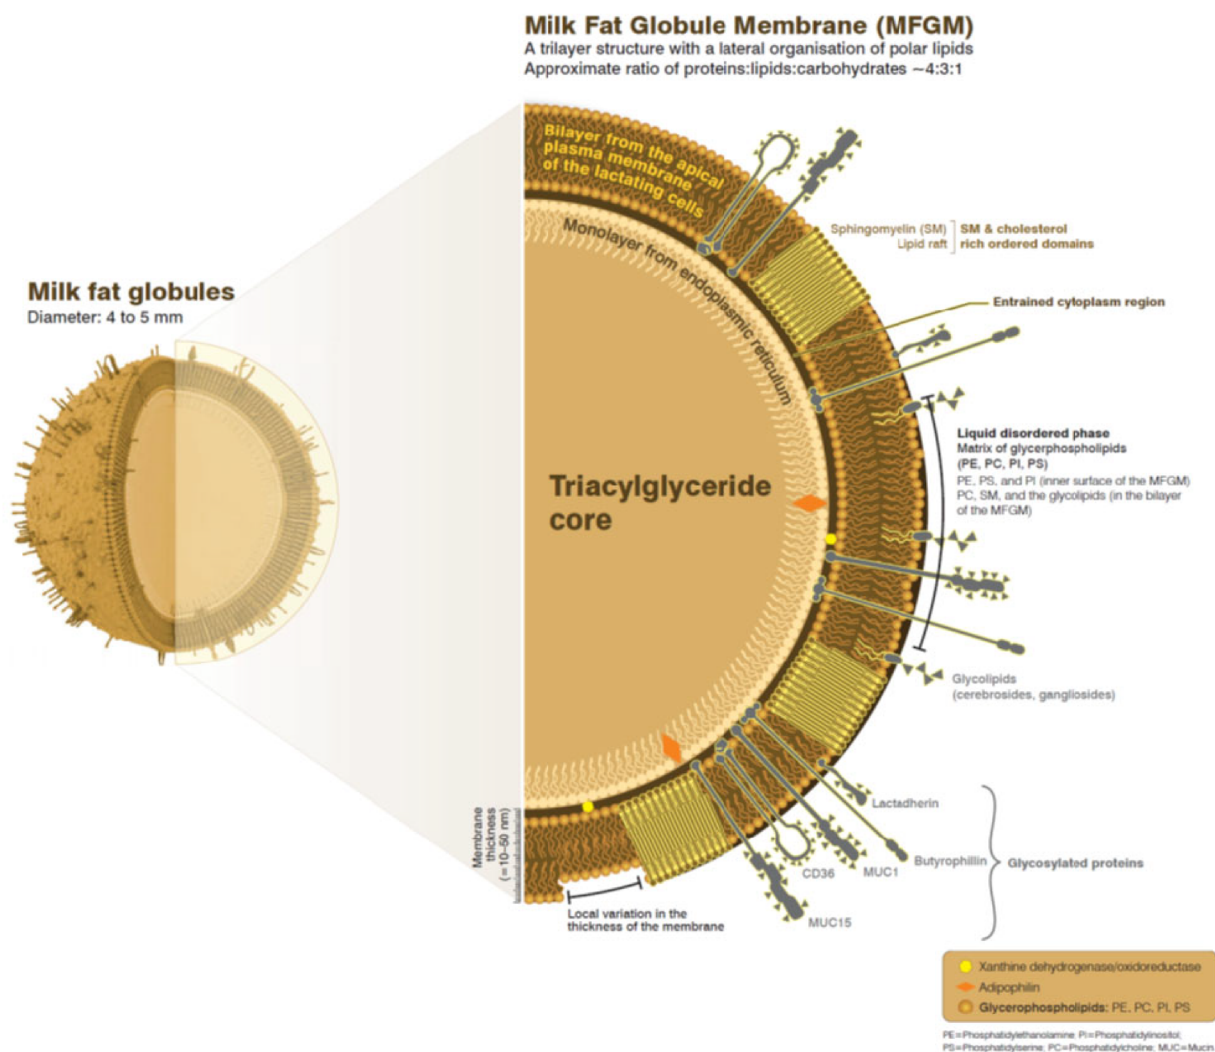 Milk Fat Globule Membrane (MFGM)
A trilayer structure with a lateral organisation of polar lipids
Approximate ratio of proteins:lipids:carbohydrates ~4:3:1
Bilayer from the apical
plasma membrane
of the lactating cells
Monolayer from endoplasmic reticulum
Sphingomyelin (SM)
Lipid raft
SM & cholesterol
rich ordered domains
Milk fat globules
Diameter: 4 to 5 mm
Entrained cytoplasm region
Liquid disordered phase
Matrix of glycerphospholipids
(PE, PC, PI, PS)
PE, PS, and PI (inner surface of the MFGM)
PC, SM, and the glycolipids (in the bilayer
of the MFGM)
Triacylglyceride
core
Glycolipids
(cerebrosides, gangliosides)
Membrane
thickness
(=10–50 nm)
Lactadherin
Butyrophillin
CD36
MUC1
MUC15
Glycosylated proteins
Local variation in the
thickness of the membrane
Xanthine dehydrogenase/oxidoreductase
Adipophilin
Glycerophospholipids: PE, PC, PI, PS
PE=Phosphatidylethanolamine; PI=Phosphatidylinositol;
PS=Phosphatidylserine; PC=Phosphatidylcholine; MUC=Mucin